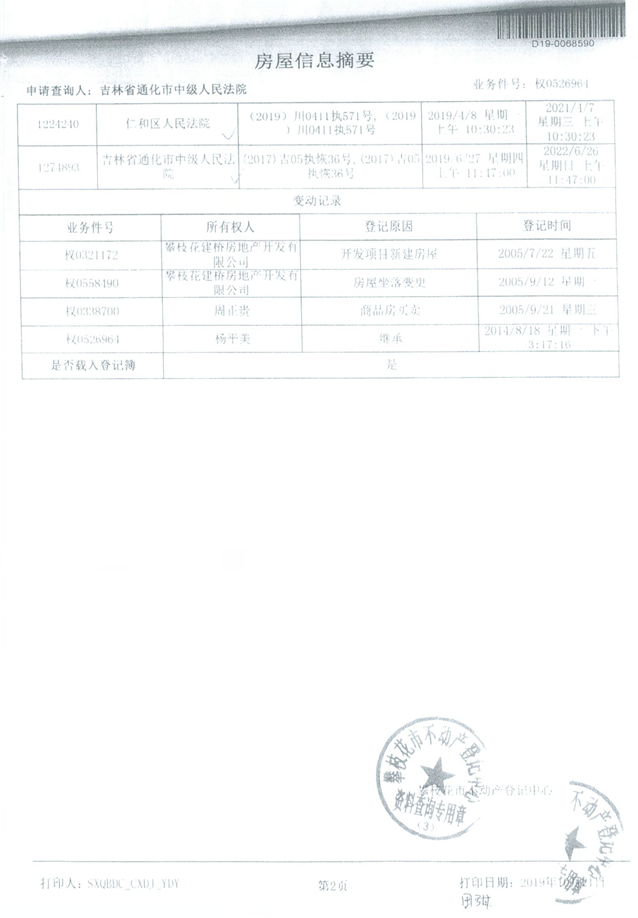 D19-0068590
房屋信息摘要
申请查询人：吉林省通化市中级人民法院
业务件号：权0526964
1224240 仁和区人民法院 （2019）川0411执571号，（2019）川0411执571号 2019/4/8 星期一 上午 10:30:23 2021/4/7 星期三 上午 10:30:23
1274893 吉林省通化市中级人民法院 (2017)吉05执恢36号，(2017)吉05执恢36号 2019/6/27 星期四 上午 11:47:00 2022/6/26 星期日 上午 11:47:00
变动记录
业务件号 所有权人 登记原因 登记时间
权0321172 攀枝花建桥房地产开发有限公司 开发项目新建房屋 2005/7/22 星期五
权0558490 攀枝花建桥房地产开发有限公司 房屋坐落变更 2005/9/12 星期一
权0338700 周正贵 商品房买卖 2005/9/21 星期三
权0526964 杨平美 继承 2014/8/18 星期一 下午 3:47:16
是否载入登记簿 是
攀枝花市不动产登记中心
资料查询专用章
(3)
攀枝花市不动产登记中心
不动产登记中心
打印人：SXQBDC_CXDJ_YDY
第2页
打印日期：2019年10月